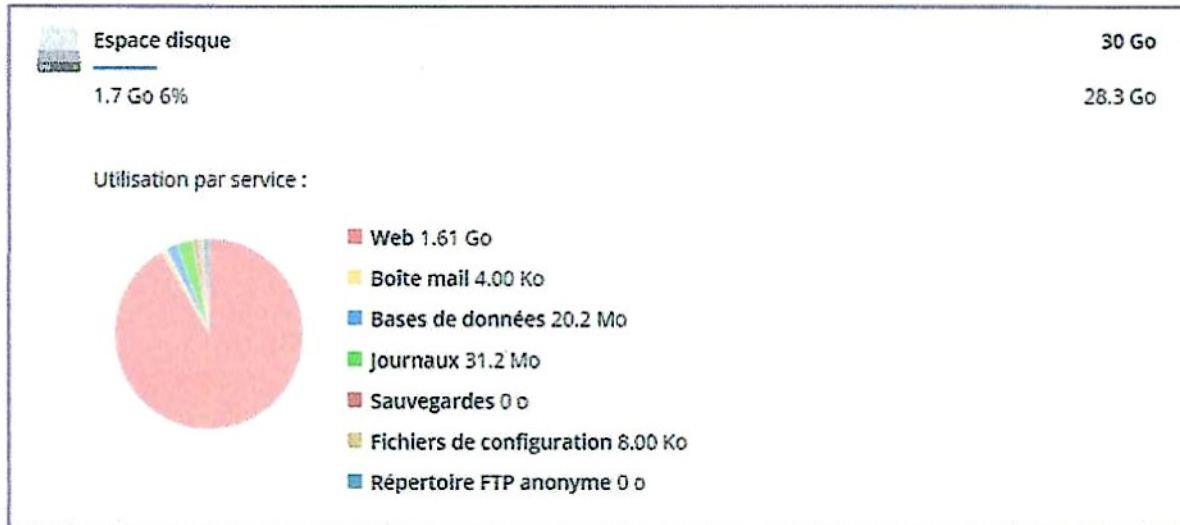 Espace disque 30 Go
1.7 Go 6% 28.3 Go
Utilisation par service :
Web 1.61 Go
Boîte mail 4.00 Ko
Bases de données 20.2 Mo
Journaux 31.2 Mo
Sauvegardes 0 o
Fichiers de configuration 8.00 Ko
Répertoire FTP anonyme 0 o